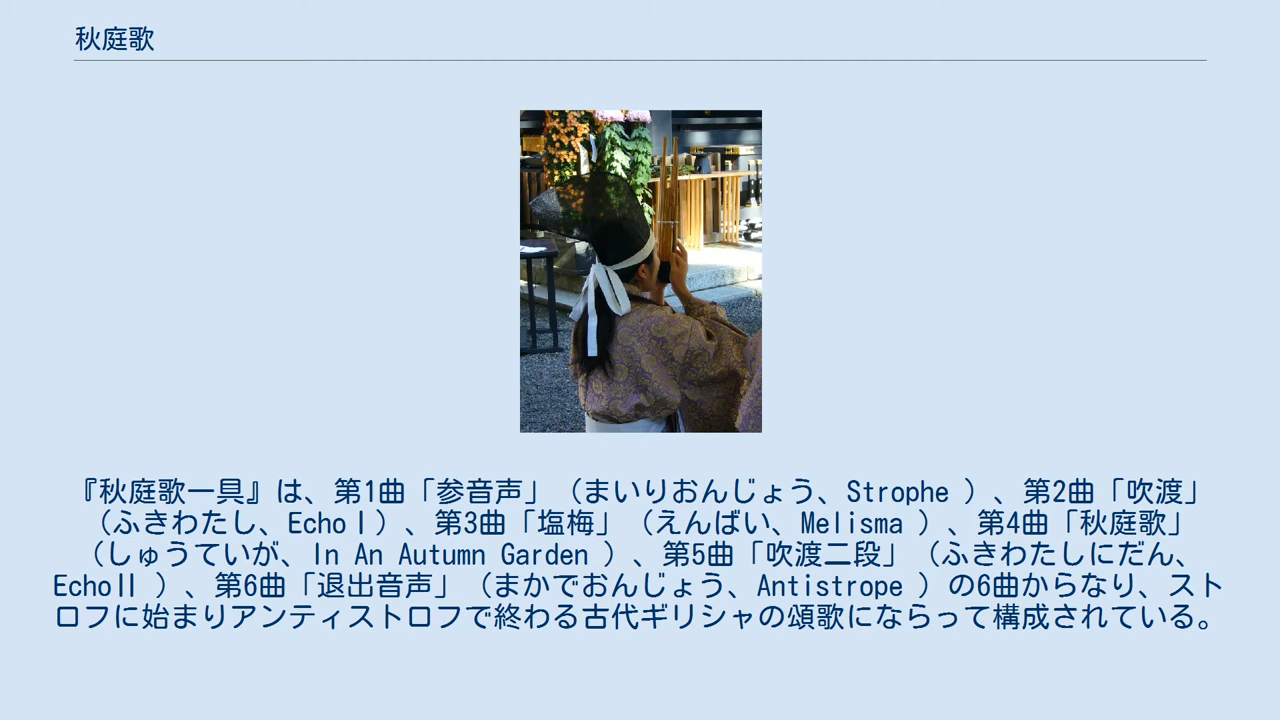 秋庭歌
『秋庭歌一具』は、第1曲「参音声」（まいりおんじょう、Strophe ）、第2曲「吹渡」
（ふきわたし、EchoⅠ）、第3曲「塩梅」（えんばい、Melisma ）、第4曲「秋庭歌」
（しゅうていが、In An Autumn Garden ）、第5曲「吹渡二段」（ふきわたしにだん、
EchoⅡ ）、第6曲「退出音声」（まかでおんじょう、Antistrope ）の6曲からなり、スト
ロフに始まりアンティストロフで終わる古代ギリシャの頌歌にならって構成されている。